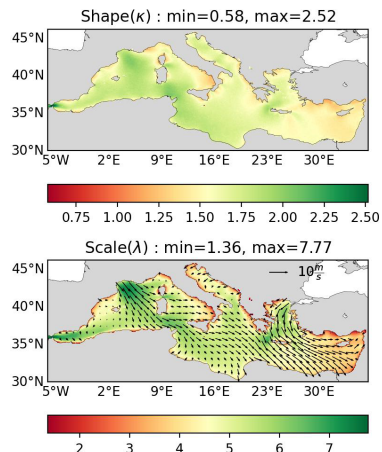 Shape(κ) : min=0.58, max=2.52
45°N
40°N
35°N
30°N
5°W 2°E 9°E 16°E 23°E 30°E
0.75 1.00 1.25 1.50 1.75 2.00 2.25 2.50
Scale(λ) : min=1.36, max=7.77
45°N
10 m/s
40°N
35°N
30°N
5°W 2°E 9°E 16°E 23°E 30°E
2 3 4 5 6 7